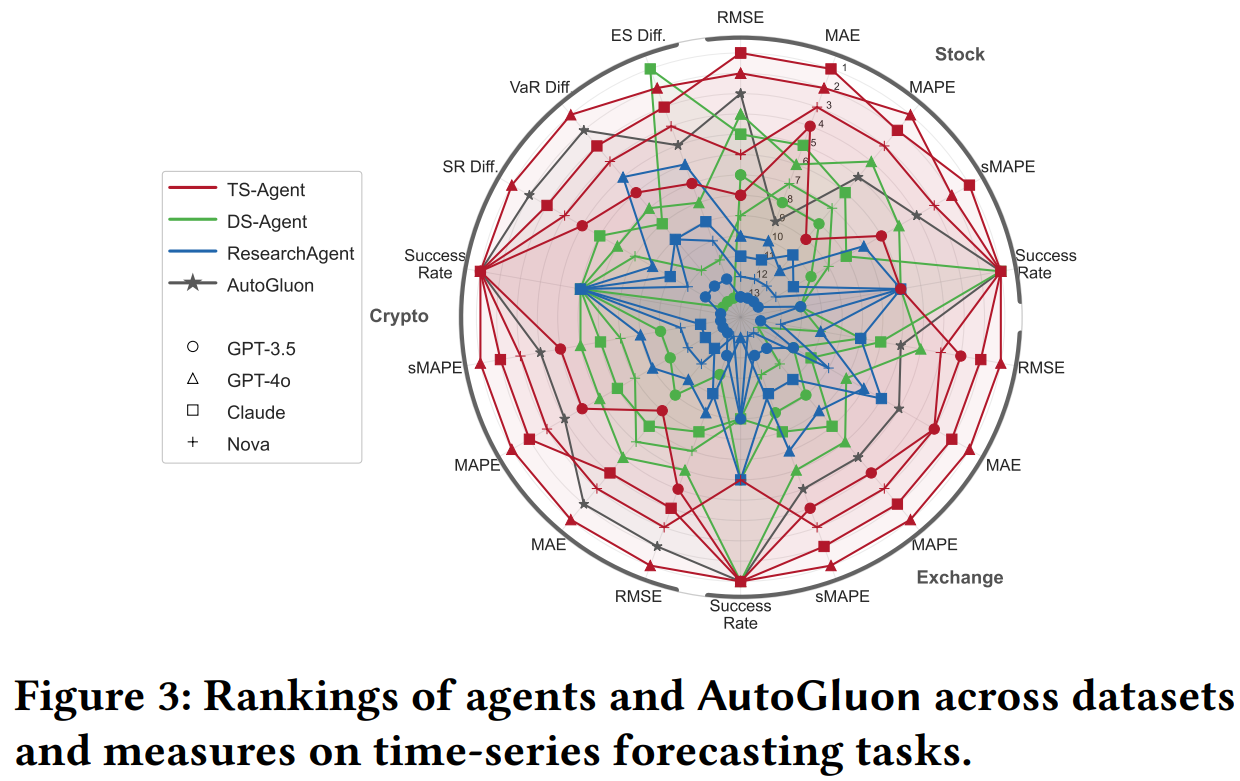 RMSE
MAE
Stock
MAPE
sMAPE
Success
Rate
RMSE
MAE
MAPE
Exchange
sMAPE
Success
Rate
RMSE
MAE
MAPE
sMAPE
Crypto
Success
Rate
SR Diff.
VaR Diff.
ES Diff.
1
2
3
4
5
6
7
8
9
10
11
12
13
TS-Agent
DS-Agent
ResearchAgent
AutoGluon
GPT-3.5
GPT-4o
Claude
Nova
Figure 3: Rankings of agents and AutoGluon across datasets
and measures on time-series forecasting tasks.